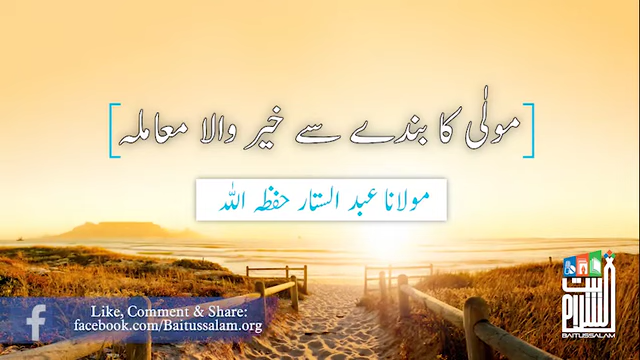 مولٰی کا بندے سے خیر والا معاملہ
مولانا عبد الستار حفظہ اللہ
Like, Comment & Share:
facebook.com/Baitussalam.org
بیت السلام
BAITUSSALAM